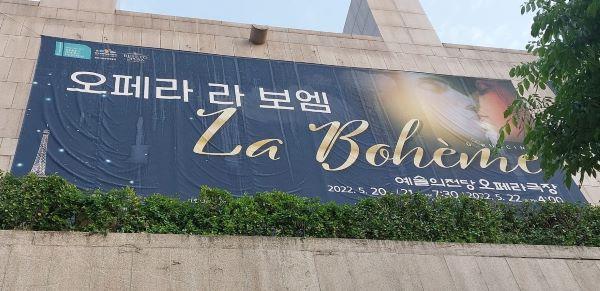 오페라 라 보엠
La Bohème
예술의전당오페라극장
2022. 5. 20. / 21 7:30 2022. 5. 22 4:00